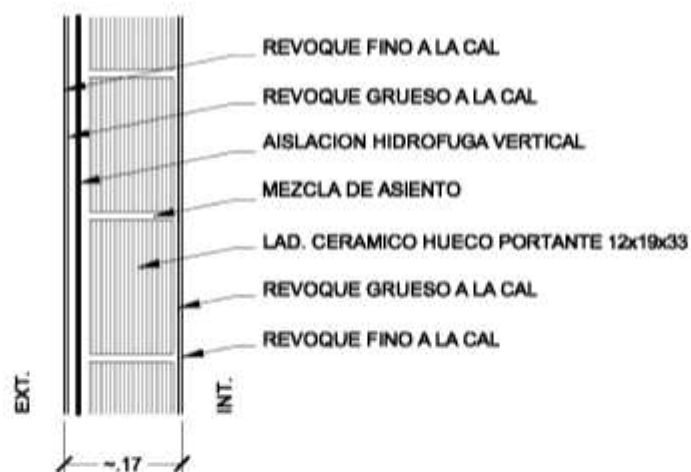 REVOQUE FINO A LA CAL
REVOQUE GRUESO A LA CAL
AISLACION HIDROFUGA VERTICAL
MEZCLA DE ASIENTO
LAD. CERAMICO HUECO PORTANTE 12x19x33
REVOQUE GRUESO A LA CAL
REVOQUE FINO A LA CAL
EXT.
INT.
~.17